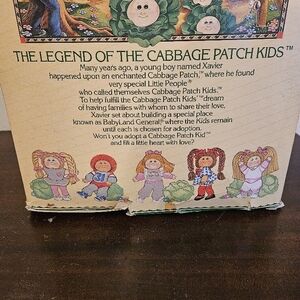 THE LEGEND OF THE CABBAGE PATCH KIDS™
Many years ago, a young boy named Xavier
happened upon an enchanted Cabbage Patch,™ where he found
very special Little People®
who called themselves Cabbage Patch Kids.™
To help fulfill the Cabbage Patch Kids™ dream
of having families with whom to share their love,
Xavier set about building a special place
known as BabyLand General® where the Kids remain
until each is chosen for adoption.
Won't you adopt a Cabbage Patch Kid™
and fill a little heart with love?